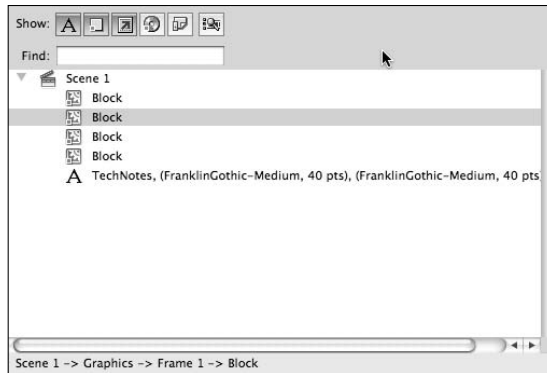 Show: A
Find:
Scene 1
Block
Block
Block
Block
A TechNotes, (FranklinGothic-Medium, 40 pts), (FranklinGothic-Medium, 40 pts
Scene 1 -> Graphics -> Frame 1 -> Block